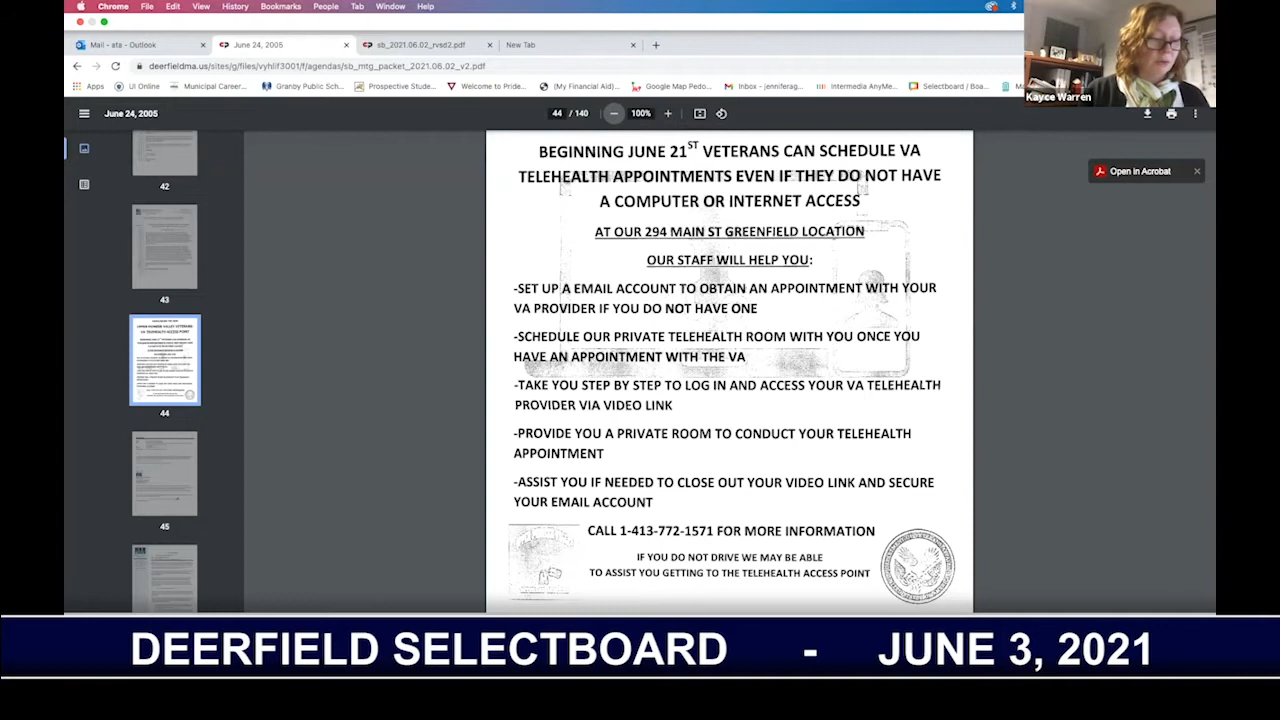 Chrome File Edit View History Bookmarks People Tab Window Help
Mail - ata - Outlook × June 24, 2005 × sb_2021.06.02_rvsd2.pdf × New Tab × +
deerfieldma.us/sites/g/files/vyhlif3001/f/agendas/sb_mtg_packet_2021.06.02_v2.pdf
Apps UI Online Municipal Career... Granby Public Sch... Prospective Stude... Welcome to Pride... (My Financial Aid)... Google Map Pedo... Inbox - jenniferag... Intermedia AnyMe... Selectboard / Boa...
Kayce Warren
June 24, 2005 44 / 140 − 100% +
Open in Acrobat ×
42
43
44
45
BEGINNING JUNE 21ST VETERANS CAN SCHEDULE VA
TELEHEALTH APPOINTMENTS EVEN IF THEY DO NOT HAVE
A COMPUTER OR INTERNET ACCESS
AT OUR 294 MAIN ST GREENFIELD LOCATION
OUR STAFF WILL HELP YOU:
-SET UP A EMAIL ACCOUNT TO OBTAIN AN APPOINTMENT WITH YOUR
VA PROVIDER IF YOU DO NOT HAVE ONE
-SCHEDULE OUR PRIVATE TELEHEALTH ROOM WITH YOU ONCE YOU
HAVE AN APPOINTMENT WITH THE VA
-TAKE YOU STEP BY STEP TO LOG IN AND ACCESS YOUR VA TELEHEALTH
PROVIDER VIA VIDEO LINK
-PROVIDE YOU A PRIVATE ROOM TO CONDUCT YOUR TELEHEALTH
APPOINTMENT
-ASSIST YOU IF NEEDED TO CLOSE OUT YOUR VIDEO LINK AND SECURE
YOUR EMAIL ACCOUNT
CALL 1-413-772-1571 FOR MORE INFORMATION
IF YOU DO NOT DRIVE WE MAY BE ABLE
TO ASSIST YOU GETTING TO THE TELEHEALTH ACCESS POINT
DEERFIELD SELECTBOARD - JUNE 3, 2021